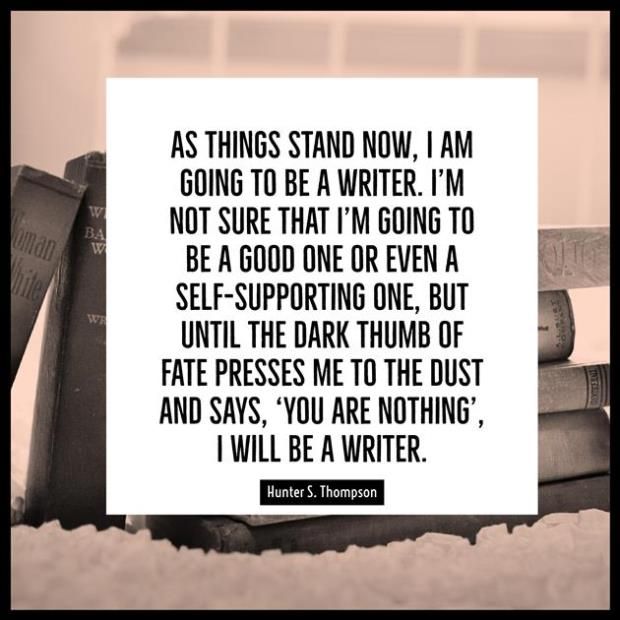 AS THINGS STAND NOW, I AM
GOING TO BE A WRITER. I'M
NOT SURE THAT I'M GOING TO
BE A GOOD ONE OR EVEN A
SELF-SUPPORTING ONE, BUT
UNTIL THE DARK THUMB OF
FATE PRESSES ME TO THE DUST
AND SAYS, ‘YOU ARE NOTHING’,
I WILL BE A WRITER.
Hunter S. Thompson